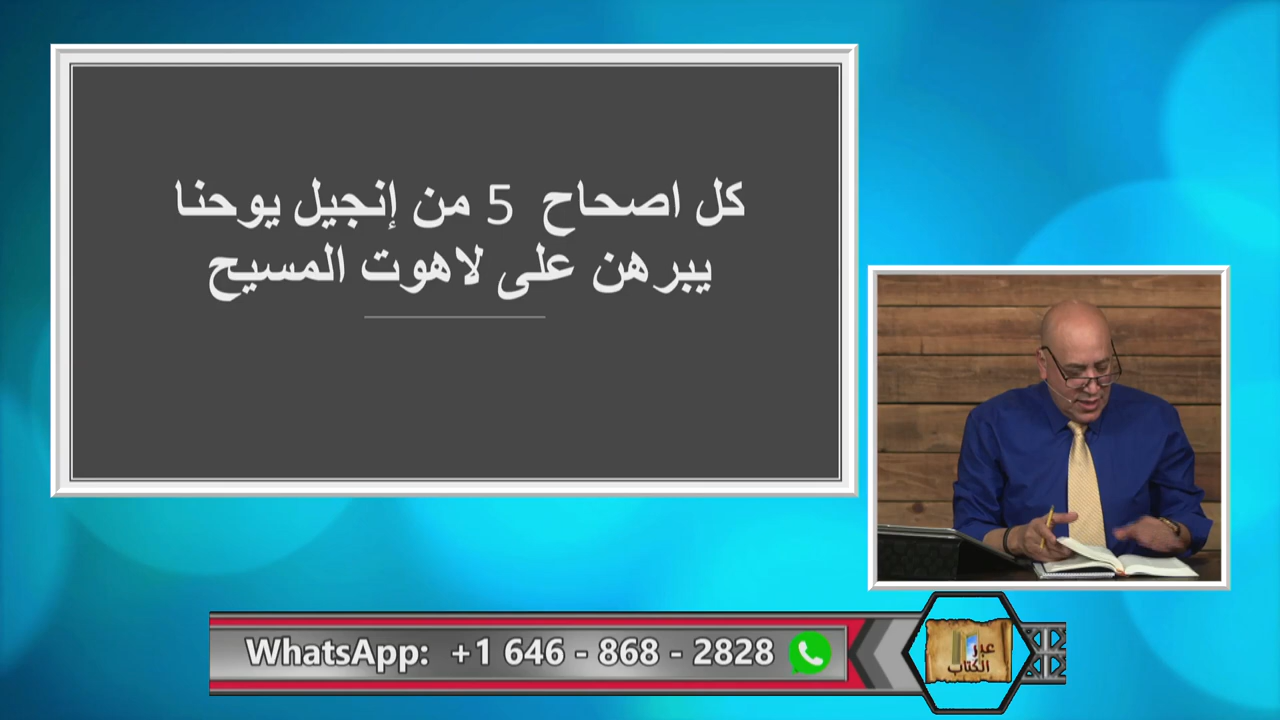 كل اصحاح 5 من إنجيل يوحنا
يبرهن على لاهوت المسيح
WhatsApp: +1 646 - 868 - 2828
عبر
الكتاب